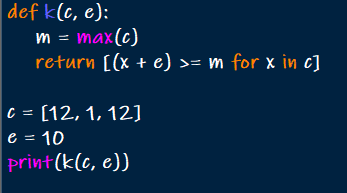 def k(c, e):
    m = max(c)
    return [(x + e) >= m for x in c]

c = [12, 1, 12]
e = 10
print(k(c, e))